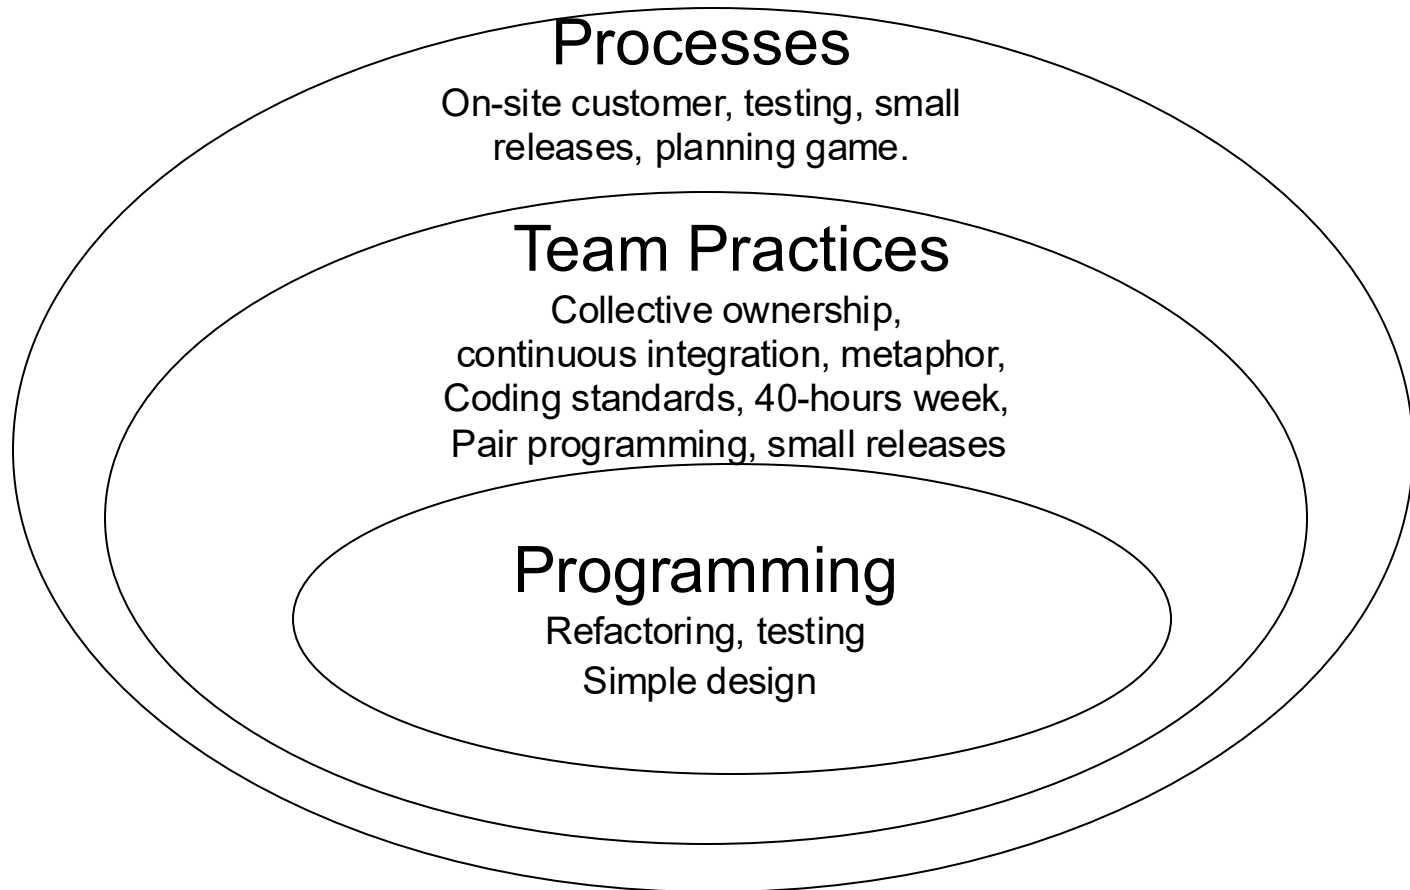 Processes
On-site customer, testing, small
releases, planning game.
Team Practices
Collective ownership,
continuous integration, metaphor,
Coding standards, 40-hours week,
Pair programming, small releases
Programming
Refactoring, testing
Simple design